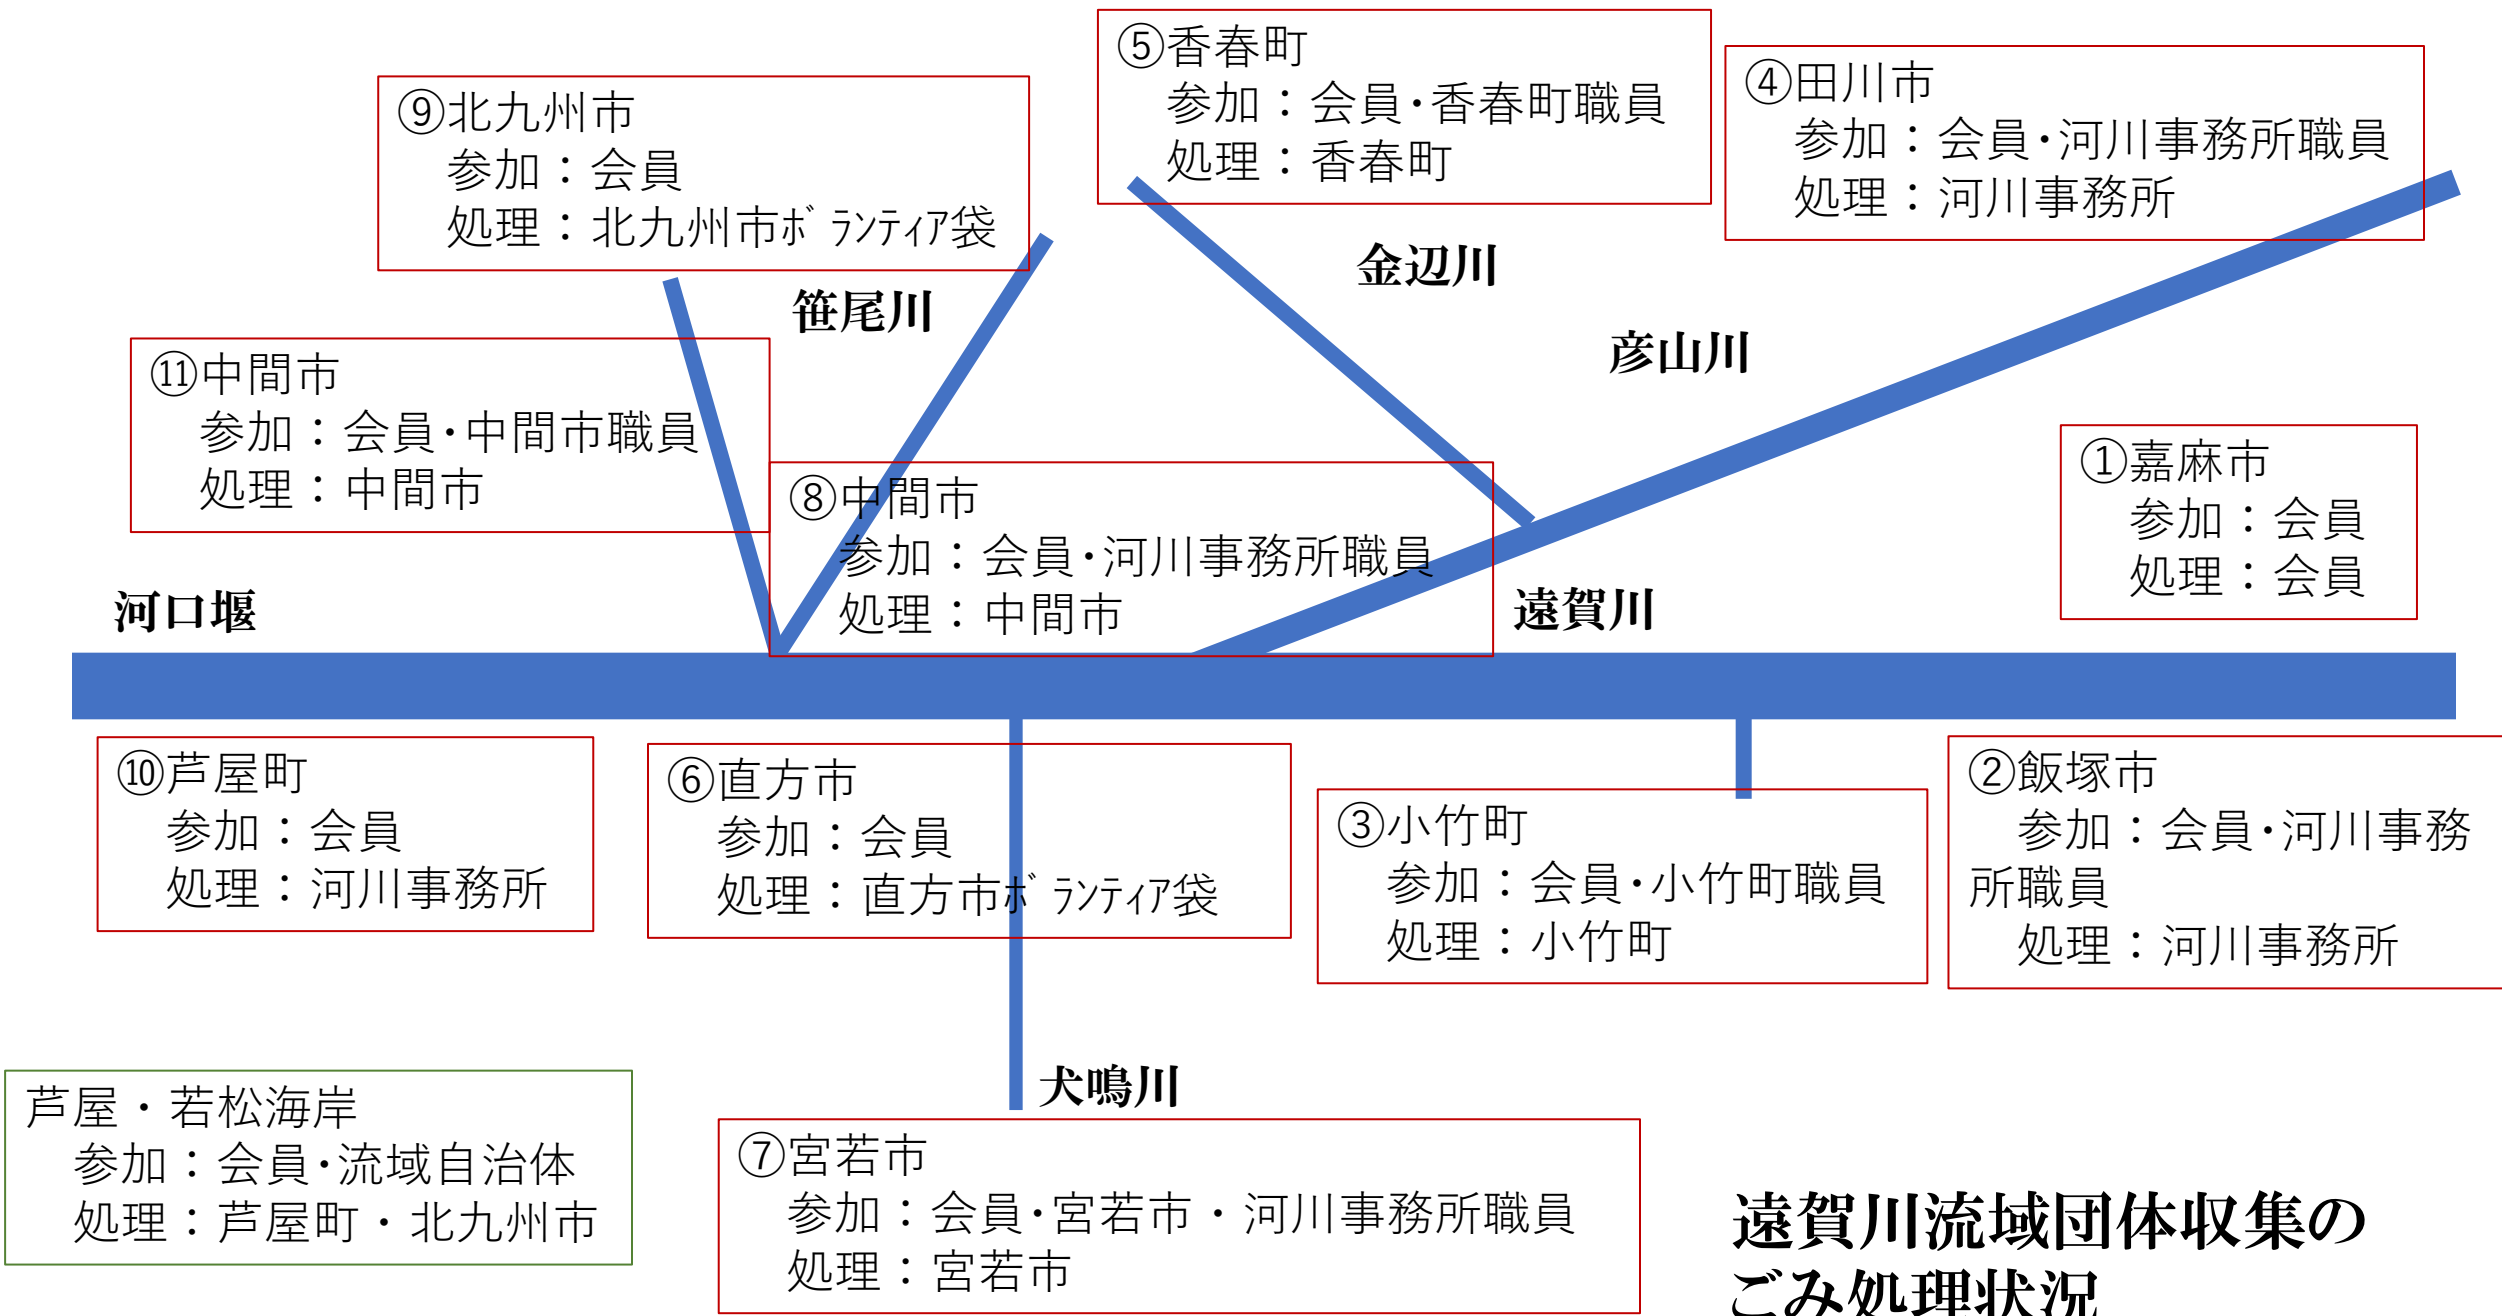 ⑤香春町
参加：会員･香春町職員
処理：香春町
④田川市
参加：会員･河川事務所職員
処理：河川事務所
⑨北九州市
参加：会員
処理：北九州市ﾎﾞﾗﾝﾃｨｱ袋
金辺川
笹尾川
彦山川
⑪中間市
参加：会員･中間市職員
処理：中間市
①嘉麻市
参加：会員
処理：会員
⑧中間市
参加：会員･河川事務所職員
処理：中間市
河口堰
遠賀川
⑩芦屋町
参加：会員
処理：河川事務所
⑥直方市
参加：会員
処理：直方市ﾎﾞﾗﾝﾃｨｱ袋
③小竹町
参加：会員･小竹町職員
処理：小竹町
②飯塚市
参加：会員･河川事務
所職員
処理：河川事務所
犬鳴川
芦屋・若松海岸
参加：会員･流域自治体
処理：芦屋町・北九州市
⑦宮若市
参加：会員･宮若市・河川事務所職員
処理：宮若市
遠賀川流域団体収集の
ごみ処理状況